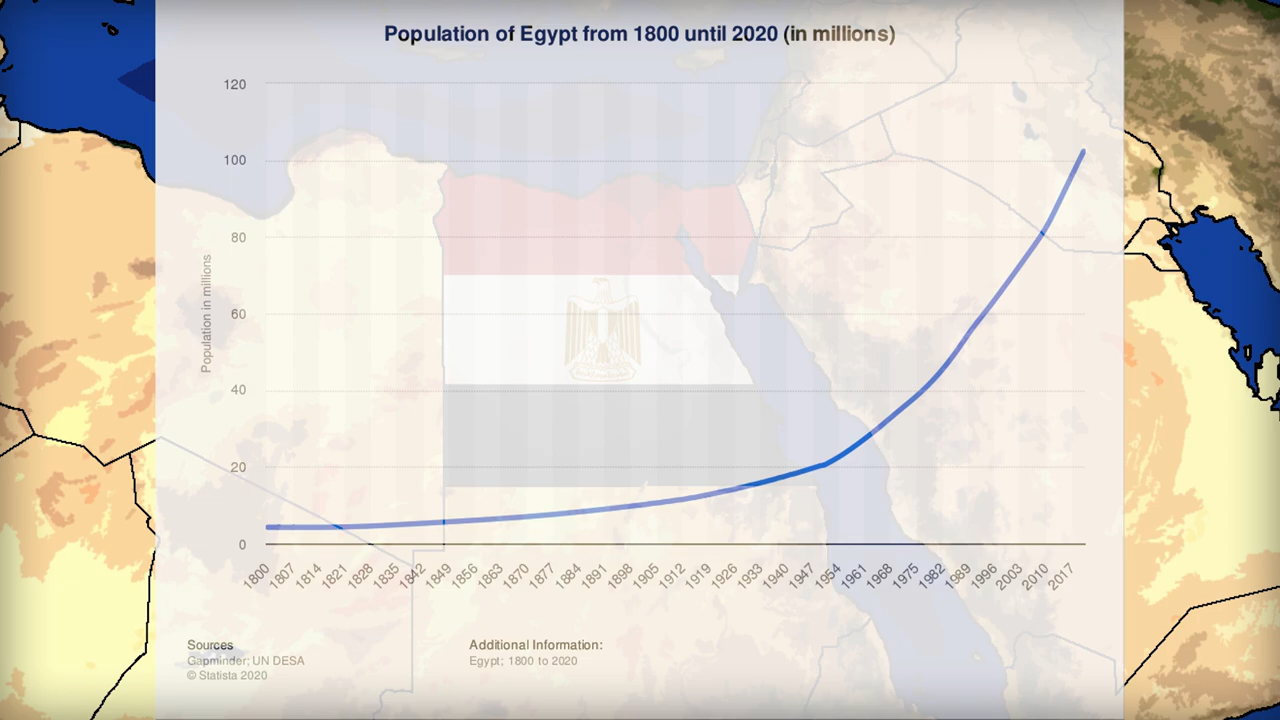 Population of Egypt from 1800 until 2020 (in millions)
120
100
80
60
40
20
0
Population in millions
1800 1807 1814 1821 1828 1835 1842 1849 1856 1863 1870 1877 1884 1891 1898 1905 1912 1919 1926 1933 1940 1947 1954 1961 1968 1975 1982 1989 1996 2003 2010 2017
Sources
Gapminder; UN DESA
© Statista 2020
Additional Information:
Egypt; 1800 to 2020